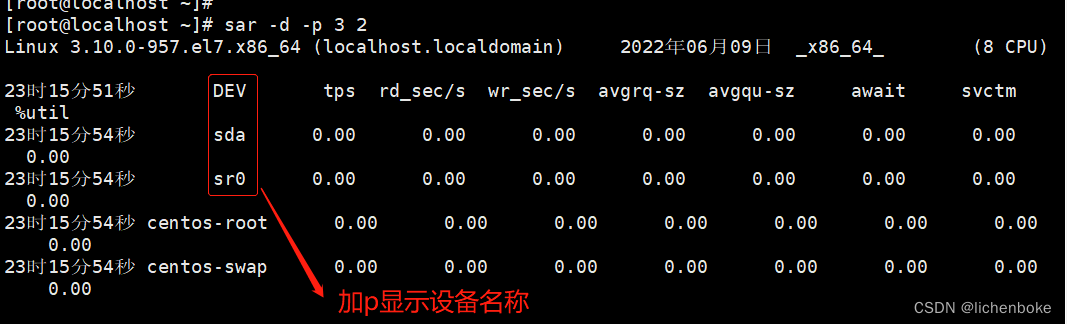 [root@localhost ~]#
[root@localhost ~]# sar -d -p 3 2
Linux 3.10.0-957.el7.x86_64 (localhost.localdomain) 2022年06月09日 _x86_64_ (8 CPU)
23时15分51秒 DEV tps rd_sec/s wr_sec/s avgrq-sz avgqu-sz await svctm
%util
23时15分54秒 sda 0.00 0.00 0.00 0.00 0.00 0.00 0.00
0.00
23时15分54秒 sr0 0.00 0.00 0.00 0.00 0.00 0.00 0.00
0.00
23时15分54秒 centos-root 0.00 0.00 0.00 0.00 0.00 0.00 0.00
0.00
23时15分54秒 centos-swap 0.00 0.00 0.00 0.00 0.00 0.00 0.00
0.00
加p显示设备名称
CSDN @lichenboke